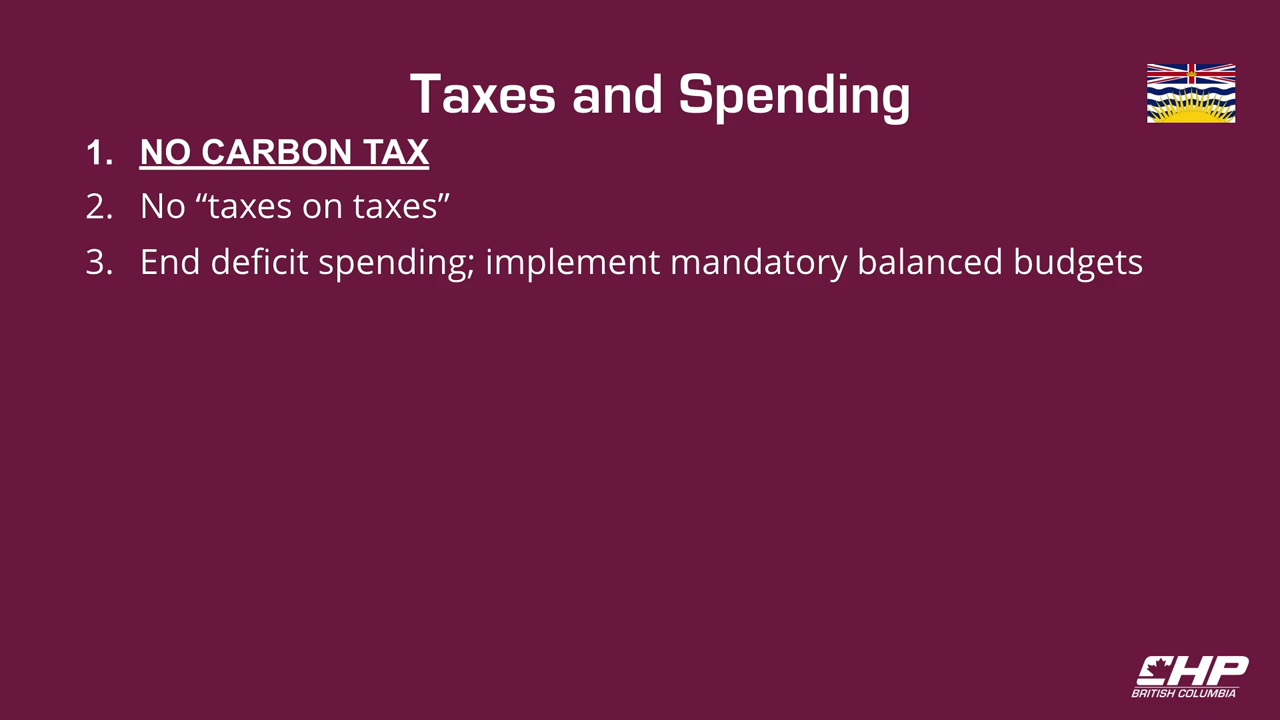 Taxes and Spending
1. NO CARBON TAX
2. No “taxes on taxes”
3. End deficit spending; implement mandatory balanced budgets
CHP
BRITISH COLUMBIA